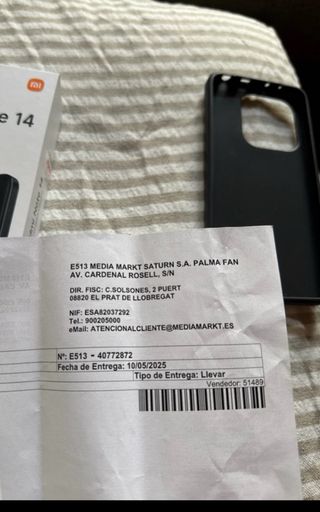 mi
e 14
E513 MEDIA MARKT SATURN S.A. PALMA FAN
AV. CARDENAL ROSELL, S/N
DIR. FISC: C.SOLSONES, 2 PUERT
08820 EL PRAT DE LLOBREGAT
NIF: ESA82037292
Tel.: 900205000
eMail: ATENCIONALCLIENTE@MEDIAMARKT.ES
Nº: E513 - 40772872
Fecha de Entrega: 10/05/2025
Tipo de Entrega: Llevar
Vendedor: 51489